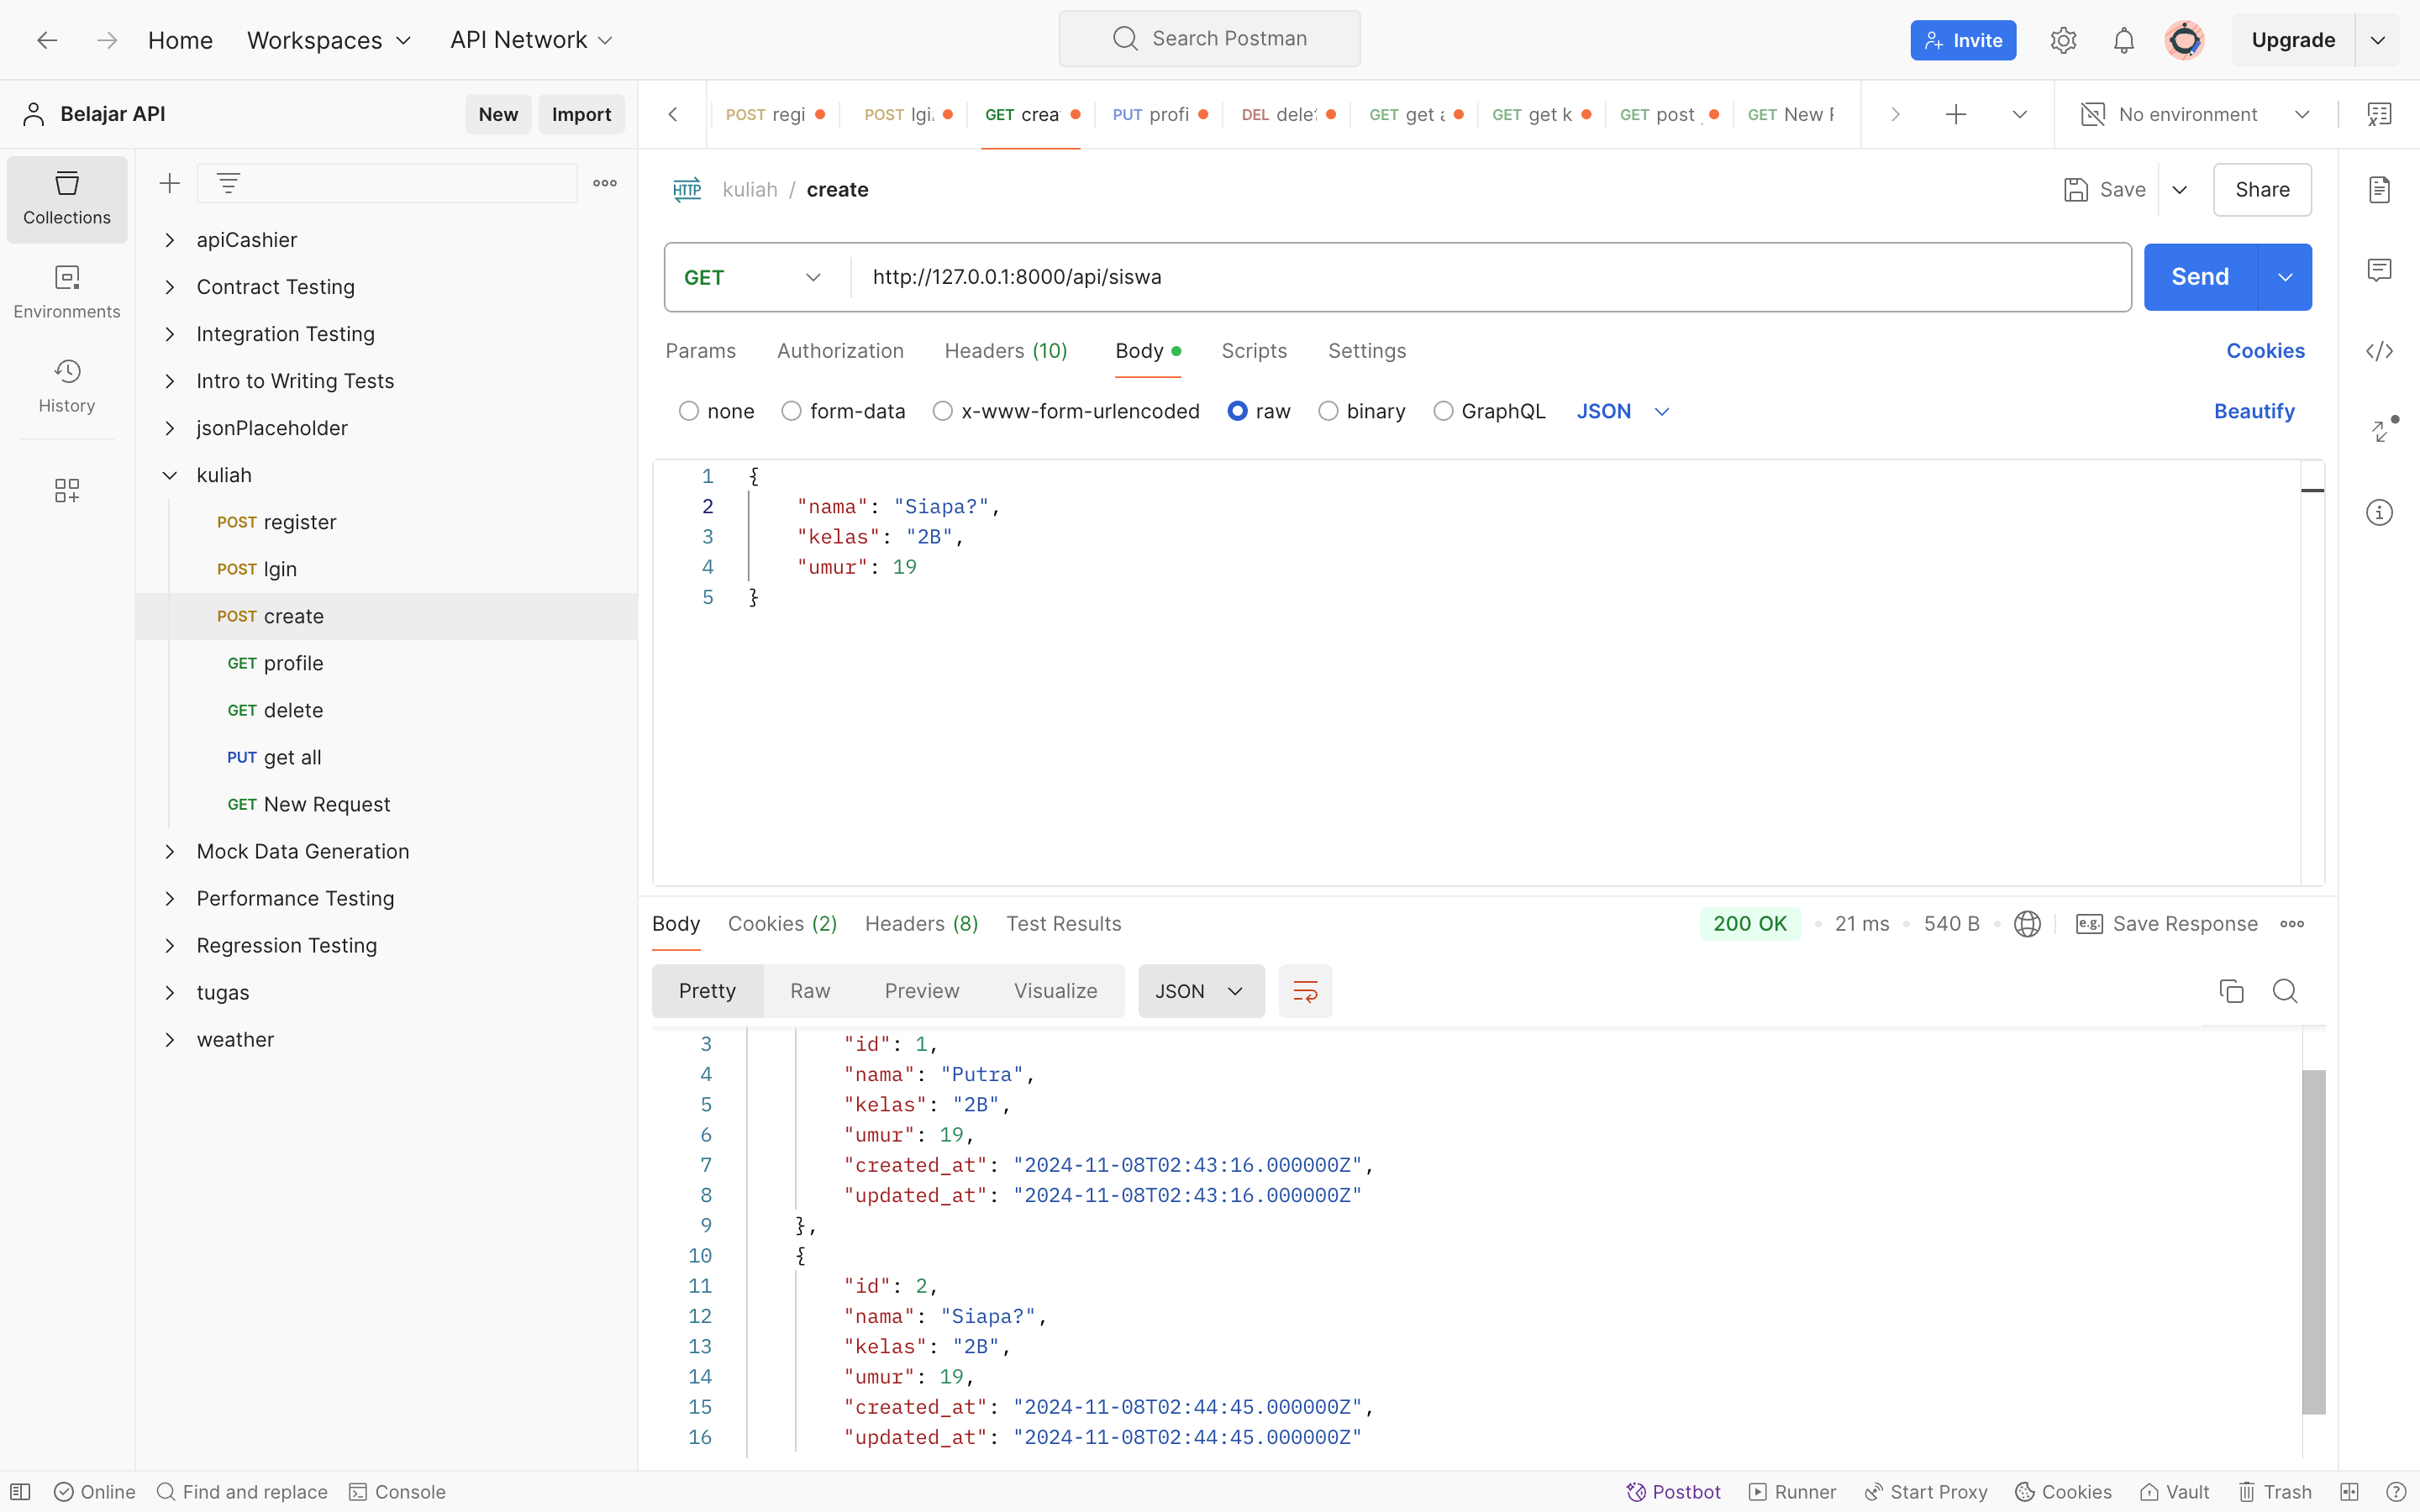 Home Workspaces API Network Search Postman Invite Upgrade
Belajar API New Import
POST regi POST lgi GET crea PUT profi DEL dele GET get a GET get k GET post GET New No environment
Collections
Environments
History
apiCashier
Contract Testing
Integration Testing
Intro to Writing Tests
jsonPlaceholder
kuliah
POST register
POST lgin
POST create
GET profile
GET delete
PUT get all
GET New Request
Mock Data Generation
Performance Testing
Regression Testing
tugas
weather
HTTP kuliah / create Save Share
GET http://127.0.0.1:8000/api/siswa Send
Params Authorization Headers (10) Body Scripts Settings Cookies
none form-data x-www-form-urlencoded raw binary GraphQL JSON Beautify
1 {
2 "nama": "Siapa?",
3 "kelas": "2B",
4 "umur": 19
5 }
Body Cookies (2) Headers (8) Test Results 200 OK • 21 ms • 540 B • e.g. Save Response
Pretty Raw Preview Visualize JSON
3 "id": 1,
4 "nama": "Putra",
5 "kelas": "2B",
6 "umur": 19,
7 "created_at": "2024-11-08T02:43:16.000000Z",
8 "updated_at": "2024-11-08T02:43:16.000000Z"
9 },
10 {
11 "id": 2,
12 "nama": "Siapa?",
13 "kelas": "2B",
14 "umur": 19,
15 "created_at": "2024-11-08T02:44:45.000000Z",
16 "updated_at": "2024-11-08T02:44:45.000000Z"
Online Find and replace Console Postbot Runner Start Proxy Cookies Vault Trash